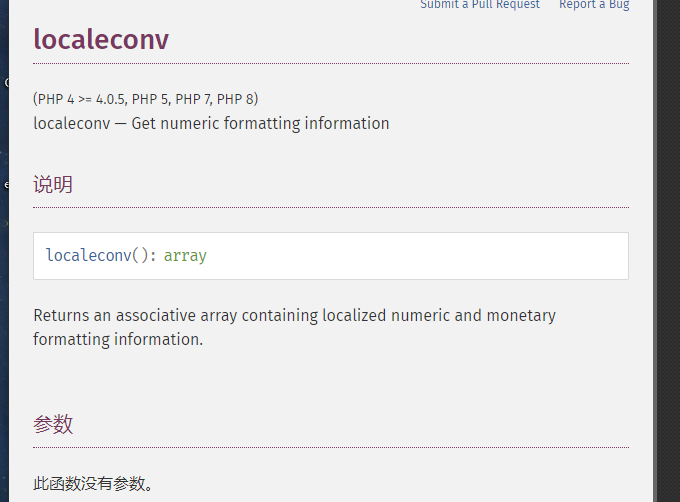 Submit a Pull Request Report a Bug
localeconv
(PHP 4 >= 4.0.5, PHP 5, PHP 7, PHP 8)
localeconv — Get numeric formatting information
说明
localeconv(): array
Returns an associative array containing localized numeric and monetary
formatting information.
参数
此函数没有参数。